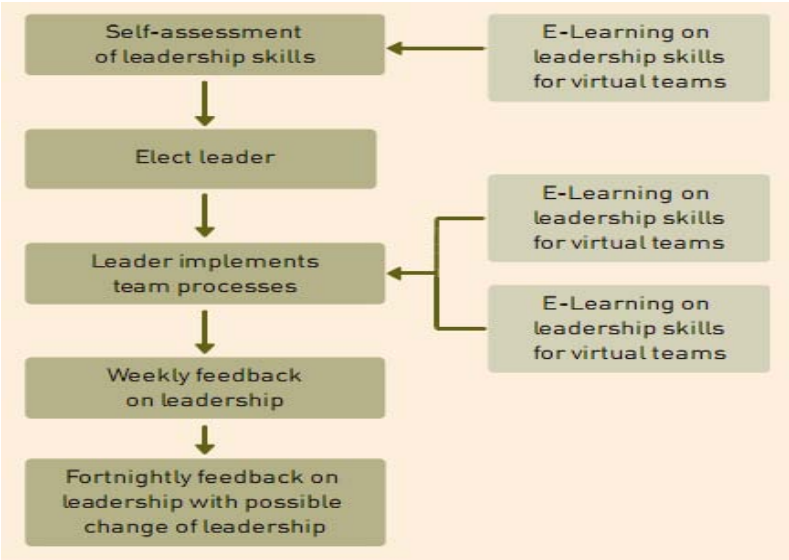 Self-assessment
of leadership skills
E-Learning on
leadership skills
for virtual teams
Elect leader
Leader implements
team processes
E-Learning on
leadership skills
for virtual teams
E-Learning on
leadership skills
for virtual teams
Weekly feedback
on leadership
Fortnightly feedback on
leadership with possible
change of leadership